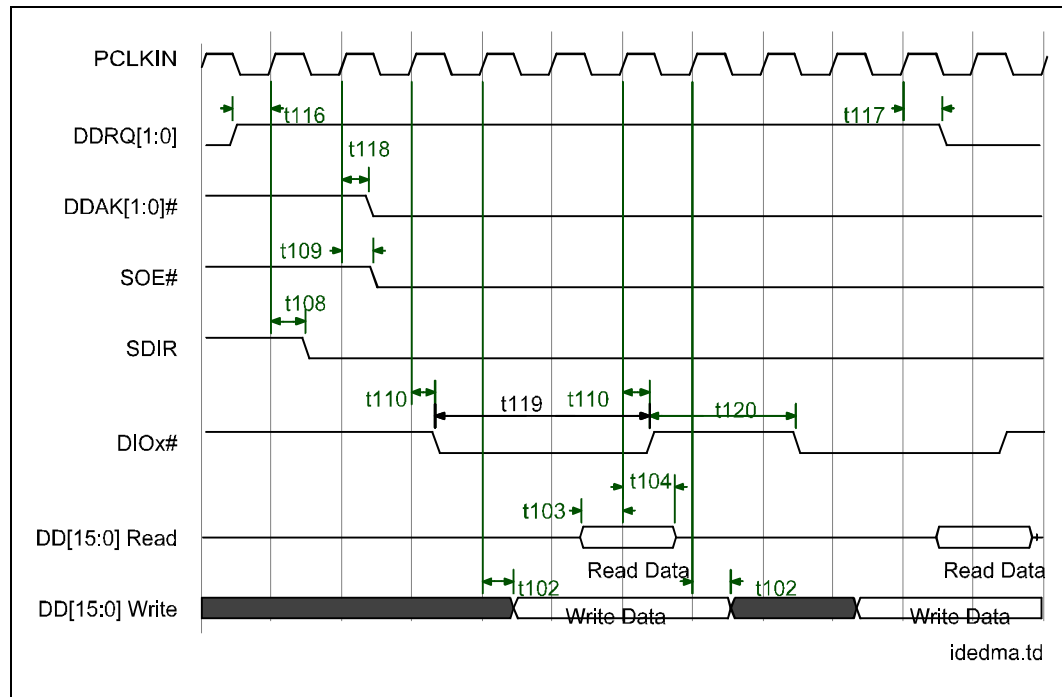 PCLKIN
t116
t117
DDRQ[1:0]
t118
DDAK[1:0]#
t109
SOE#
t108
SDIR
t110
t119
t110
t120
DIOx#
t104
t103
DD[15:0] Read
Read Data
Read Data
t102
t102
DD[15:0] Write
Write Data
Write Data
idedma.td